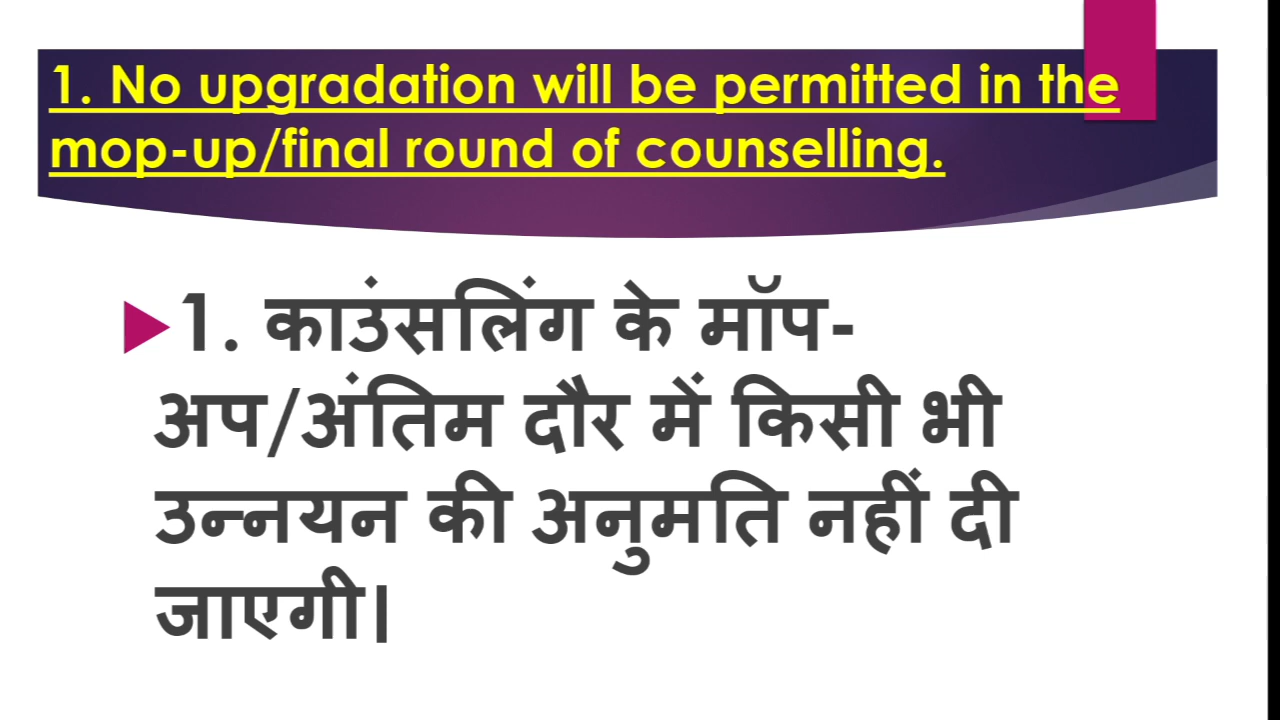 1. No upgradation will be permitted in the
mop-up/final round of counselling.
1. काउंसलिंग के मॉप-
अप/अंतिम दौर में किसी भी
उन्नयन की अनुमति नहीं दी
जाएगी।